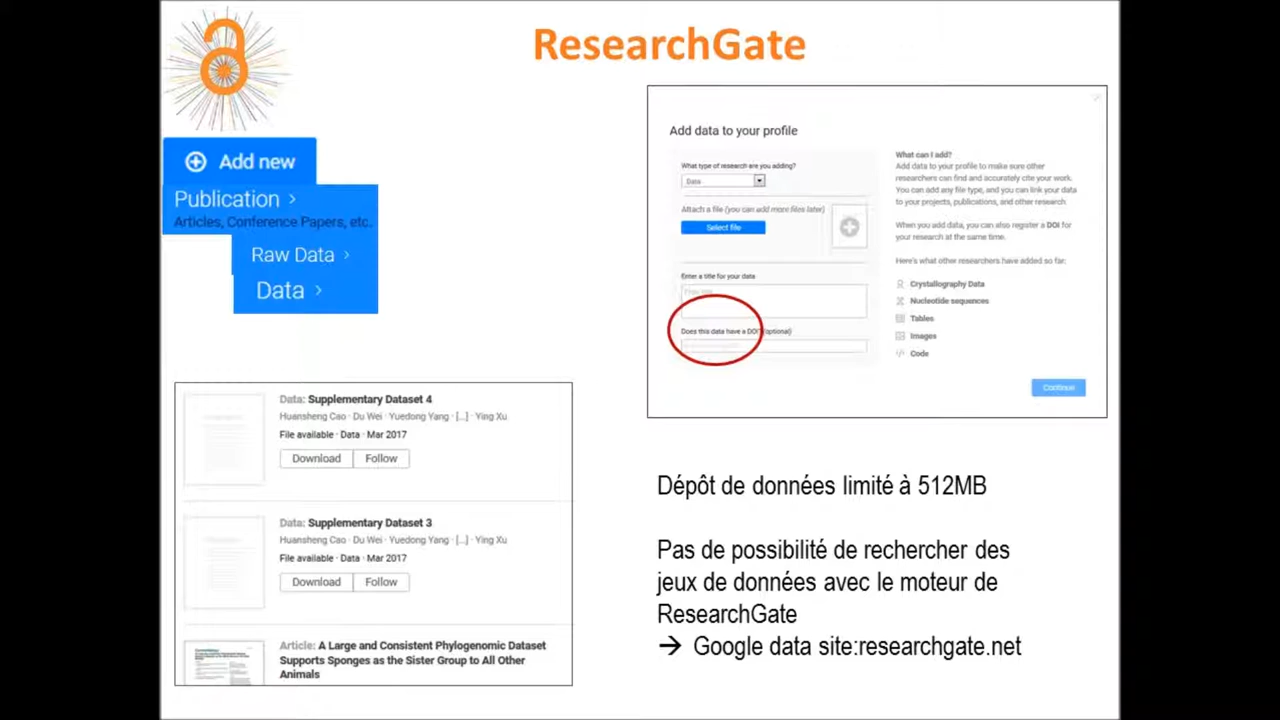 ResearchGate
Add new
Publication >
Articles, Conference Papers, etc.
Raw Data >
Data >
Add data to your profile
What type of research are you adding?
Data
Attach a file (you can add more files later)
Select file
Enter a title for your data
Does this data have a DOI? (optional)
What can I add?
Add data to your profile to make sure other
researchers can find and accurately cite your work.
You can add any file type, and you can link your data
to your projects, publications, and other research
When you add data, you can also register a DOI for
your research at the same time.
Here's what other researchers have added so far:
Crystallography Data
Nucleotide sequences
Tables
Images
Code
Continue
Data: Supplementary Dataset 4
Huansheng Cao · Du Wei · Yuedong Yang · [...] · Ying Xu
File available · Data · Mar 2017
Download Follow
Data: Supplementary Dataset 3
Huansheng Cao · Du Wei · Yuedong Yang · [...] · Ying Xu
File available · Data · Mar 2017
Download Follow
Article: A Large and Consistent Phylogenomic Dataset
Supports Sponges as the Sister Group to All Other
Animals
Dépôt de données limité à 512MB
Pas de possibilité de rechercher des
jeux de données avec le moteur de
ResearchGate
→ Google data site:researchgate.net